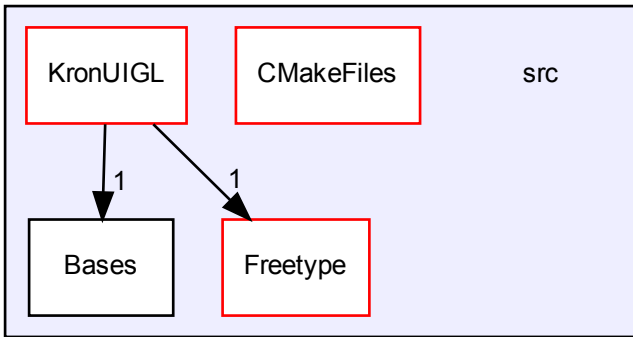 KronUIGL
CMakeFiles
src
1
1
Bases
Freetype